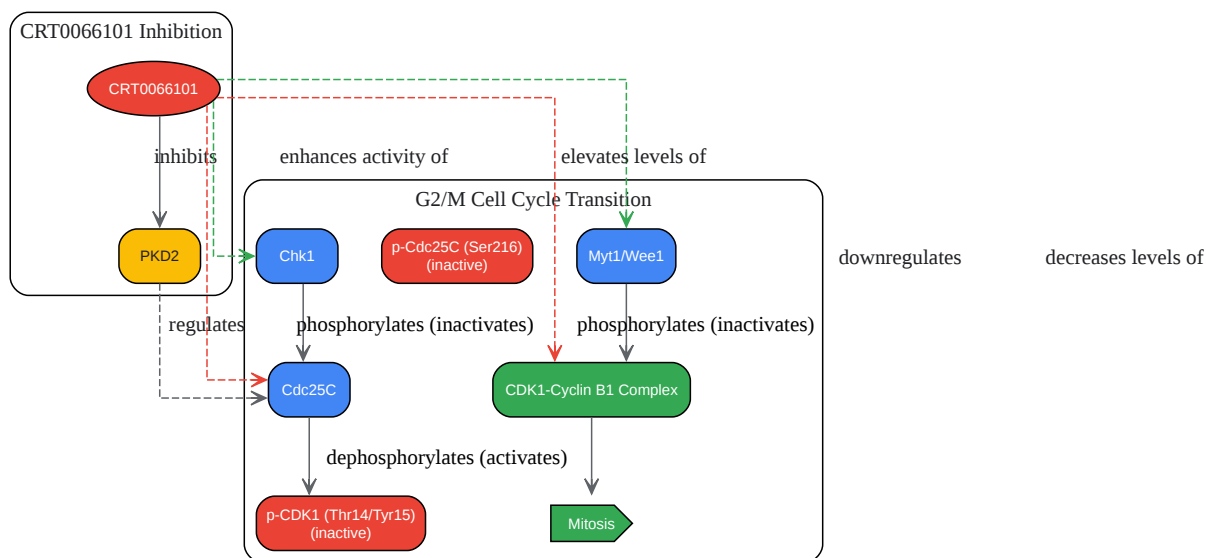 CRT0066101 Inhibition
CRT0066101
inhibits
enhances activity of
elevates levels of
G2/M Cell Cycle Transition
PKD2
Chk1
p-Cdc25C (Ser216)
(inactive)
Myt1/Wee1
downregulates
decreases levels of
regulates
phosphorylates (inactivates)
phosphorylates (inactivates)
Cdc25C
CDK1-Cyclin B1 Complex
dephosphorylates (activates)
p-CDK1 (Thr14/Tyr15)
(inactive)
Mitosis